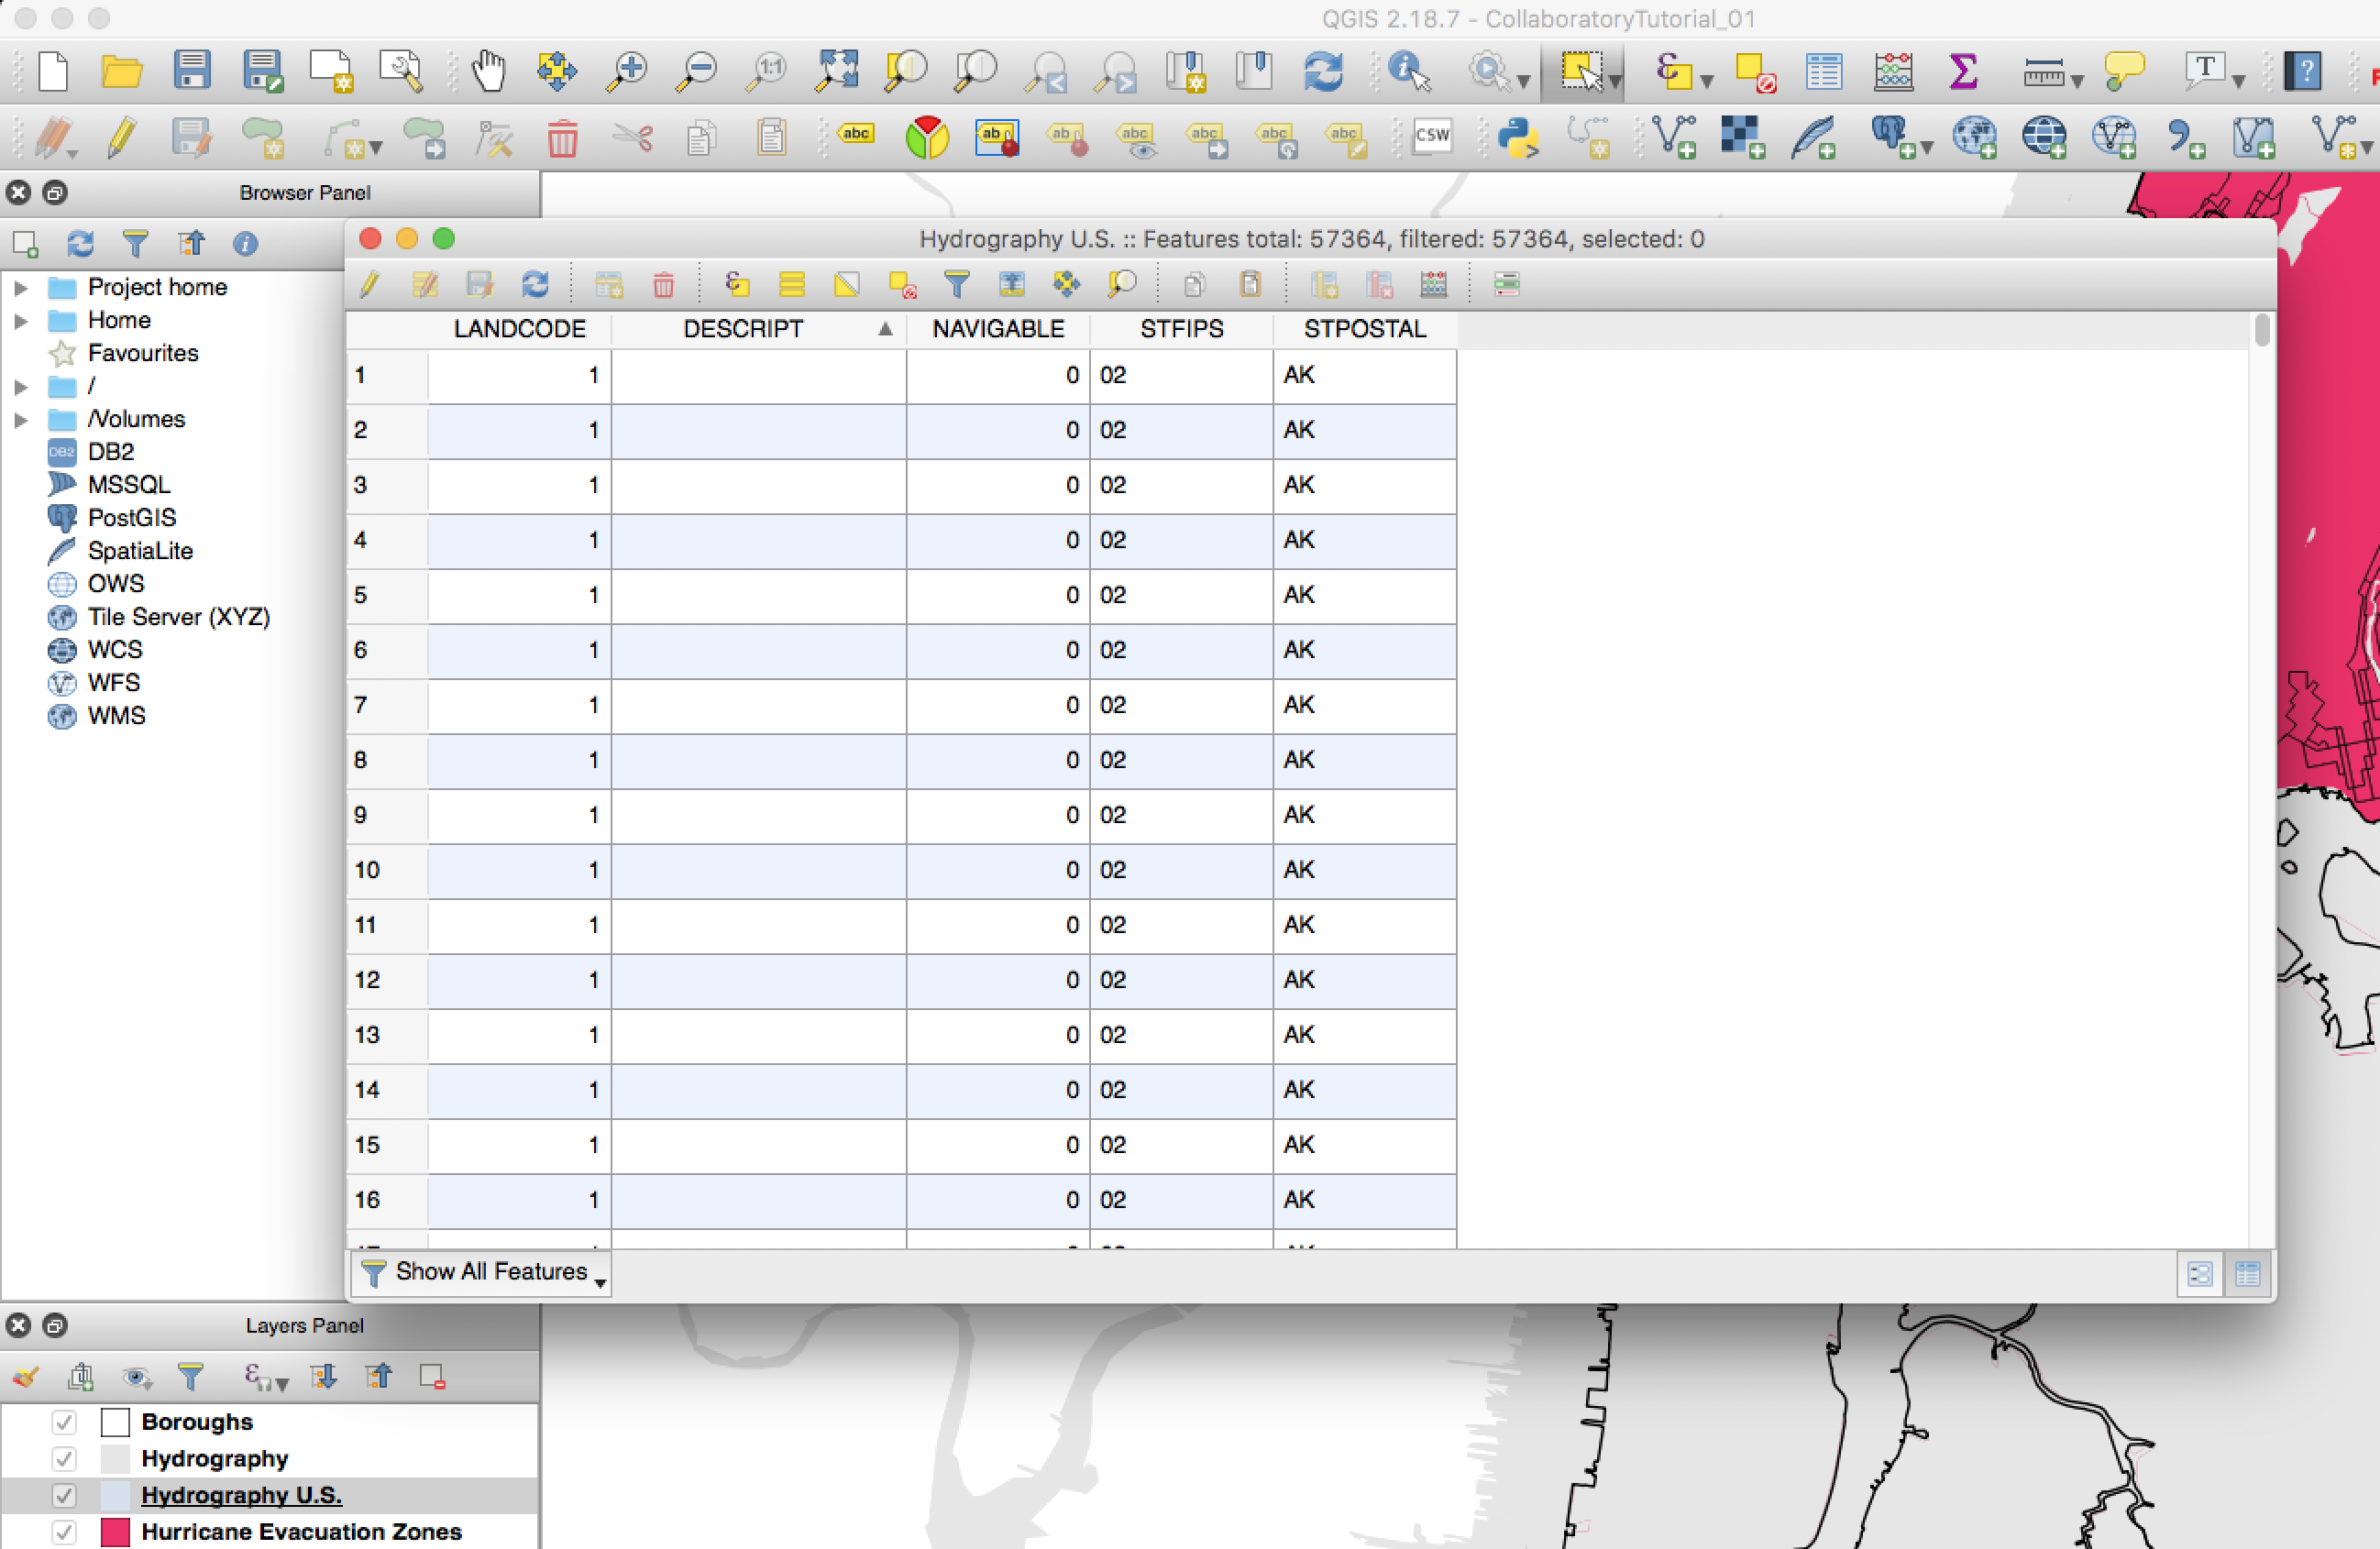 QGIS 2.18.7 - CollaboratoryTutorial_01
1:1
T
?
abc
ab
ab
abc
abc
abc
abc
CSW
Browser Panel
Hydrography U.S. :: Features total: 57364, filtered: 57364, selected: 0
Project home
Home
Favourites
/
/Volumes
DB2 DB2
MSSQL
PostGIS
SpatiaLite
OWS
Tile Server (XYZ)
WCS
WFS
WMS
LANDCODE DESCRIPT NAVIGABLE STFIPS STPOSTAL
1 1 0 02 AK
2 1 0 02 AK
3 1 0 02 AK
4 1 0 02 AK
5 1 0 02 AK
6 1 0 02 AK
7 1 0 02 AK
8 1 0 02 AK
9 1 0 02 AK
10 1 0 02 AK
11 1 0 02 AK
12 1 0 02 AK
13 1 0 02 AK
14 1 0 02 AK
15 1 0 02 AK
16 1 0 02 AK
Show All Features
Layers Panel
Boroughs
Hydrography
Hydrography U.S.
Hurricane Evacuation Zones